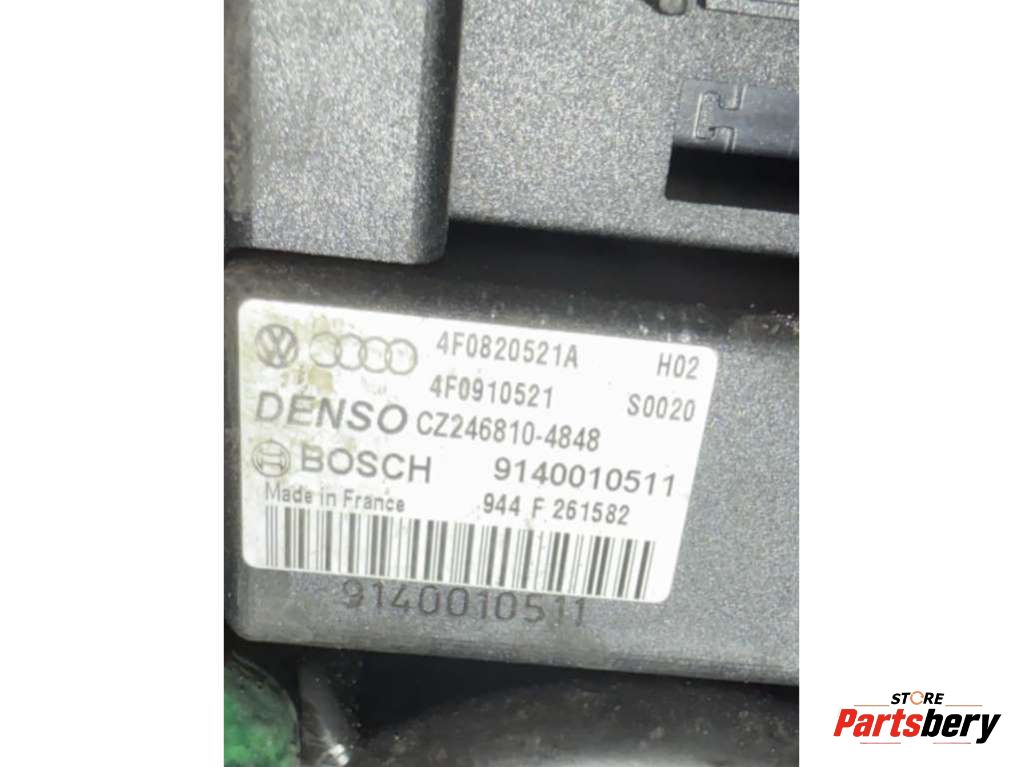 4F0820521A H02
4F0910521 S0020
DENSO CZ246810-4848
BOSCH 9140010511
Made in France 944 F 261582
9140010511
STORE
Partsbery